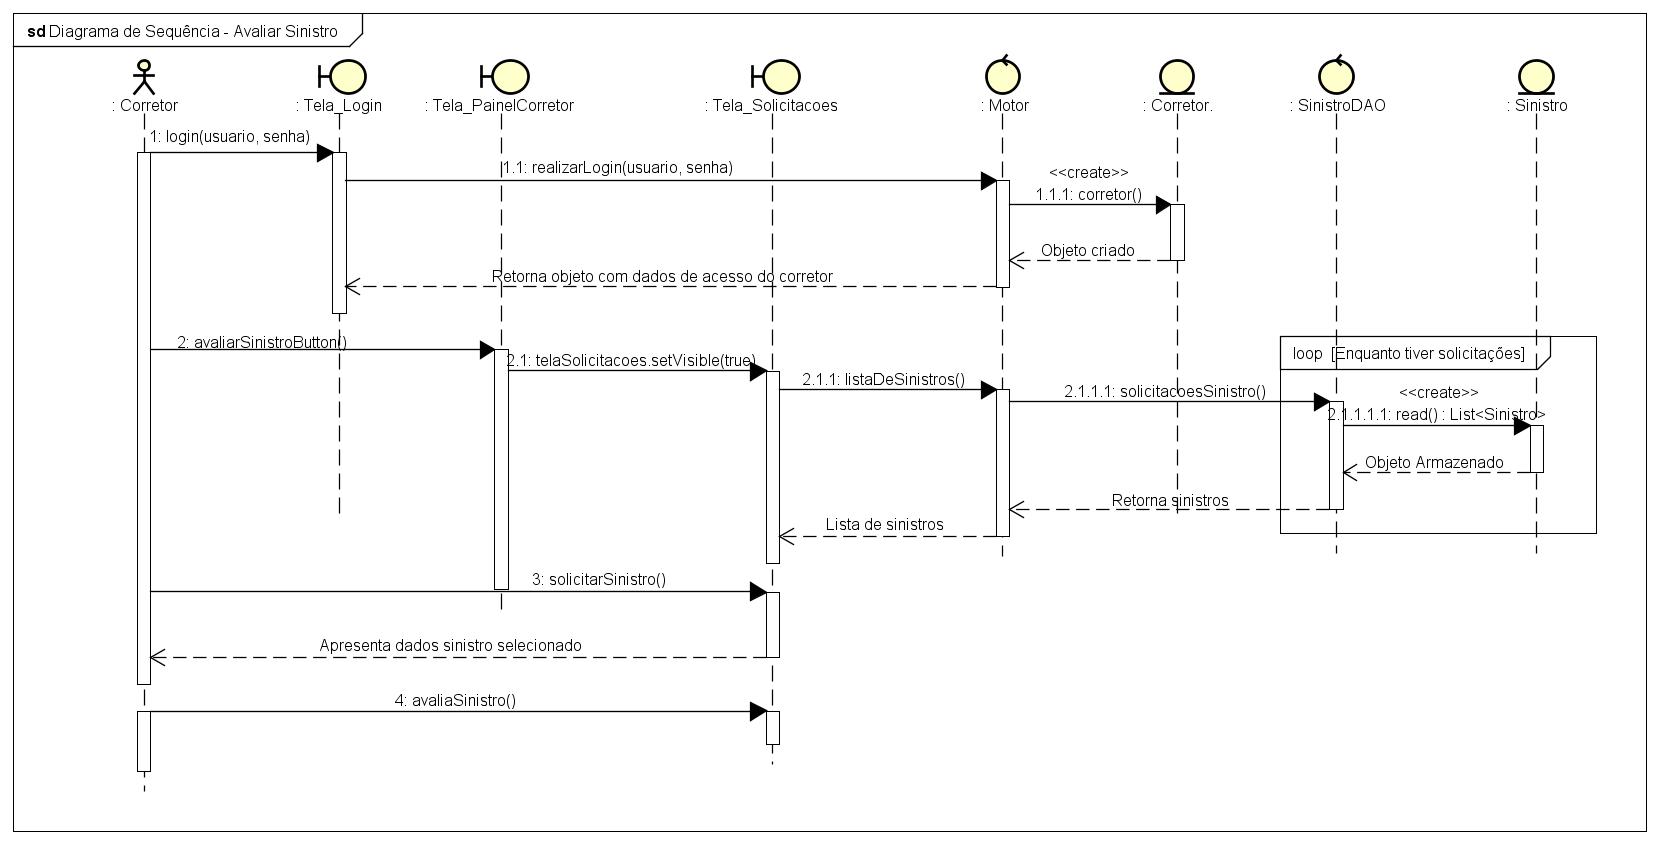 sd Diagrama de Sequência - Avaliar Sinistro
: Corretor
: Tela_Login
: Tela_PainelCorretor
: Tela_Solicitacoes
: Motor
: Corretor.
: SinistroDAO
: Sinistro
1: login(usuario, senha)
1.1: realizarLogin(usuario, senha)
<<create>>
1.1.1: corretor()
Objeto criado
Retorna objeto com dados de acesso do corretor
2: avaliarSinistroButton()
2.1: telaSolicitacoes.setVisible(true)
loop [Enquanto tiver solicitações]
2.1.1: listaDeSinistros()
2.1.1.1: solicitacoesSinistro()
<<create>>
2.1.1.1.1: read() : List<Sinistro>
Objeto Armazenado
Retorna sinistros
Lista de sinistros
3: solicitarSinistro()
Apresenta dados sinistro selecionado
4: avaliaSinistro()